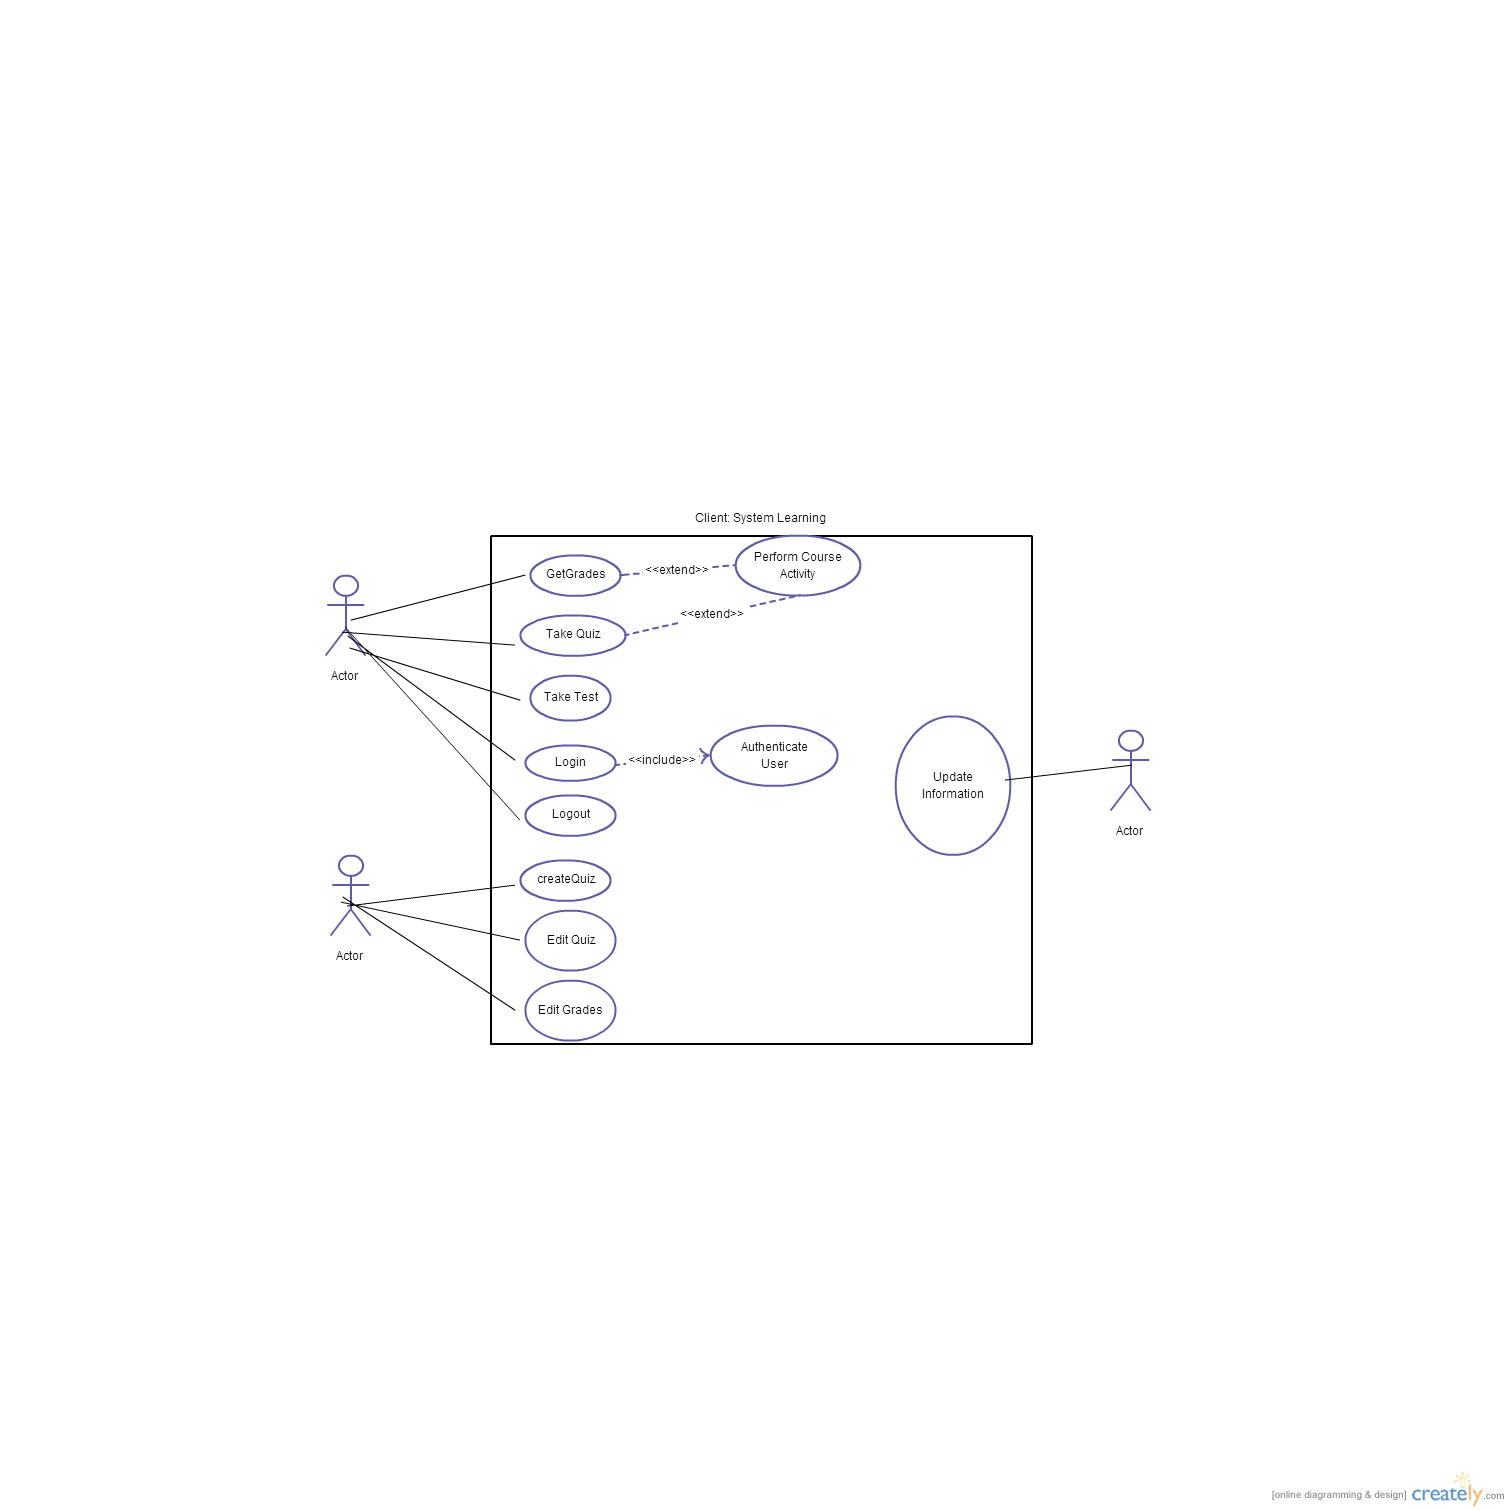 Client: System Learning
Perform Course
Activity
GetGrades
<<extend>>
<<extend>>
Take Quiz
Actor
Take Test
Authenticate
User
Login
<<include>>
Update
Information
Logout
Actor
createQuiz
Edit Quiz
Actor
Edit Grades
[online diagramming & design] creately.com